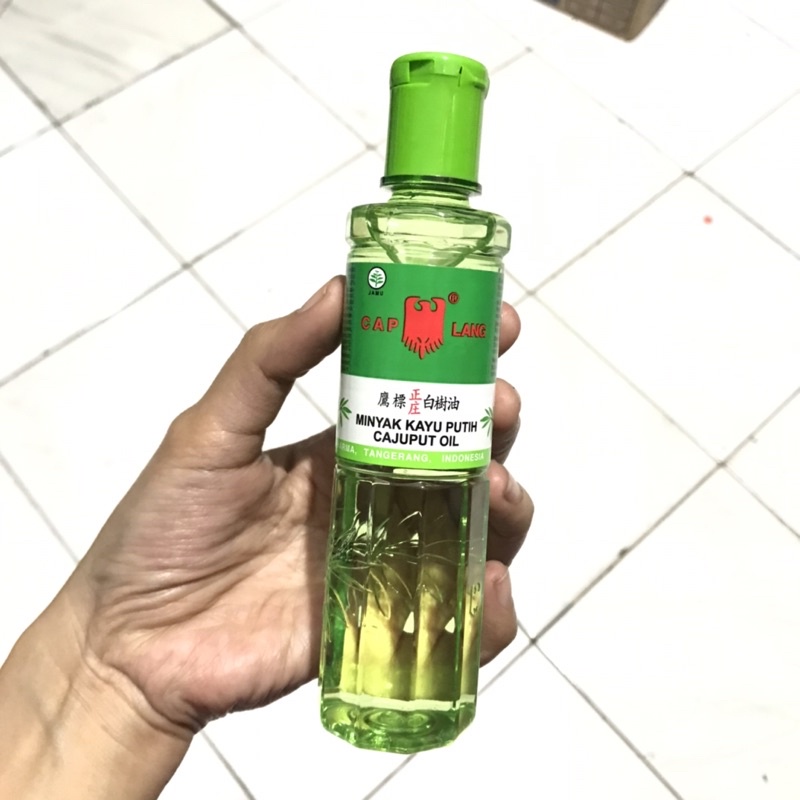 JAMU
CAP LANG
鷹標 正庄 白樹油
MINYAK KAYU PUTIH
CAJUPUT OIL
TANGERANG, INDONESIA